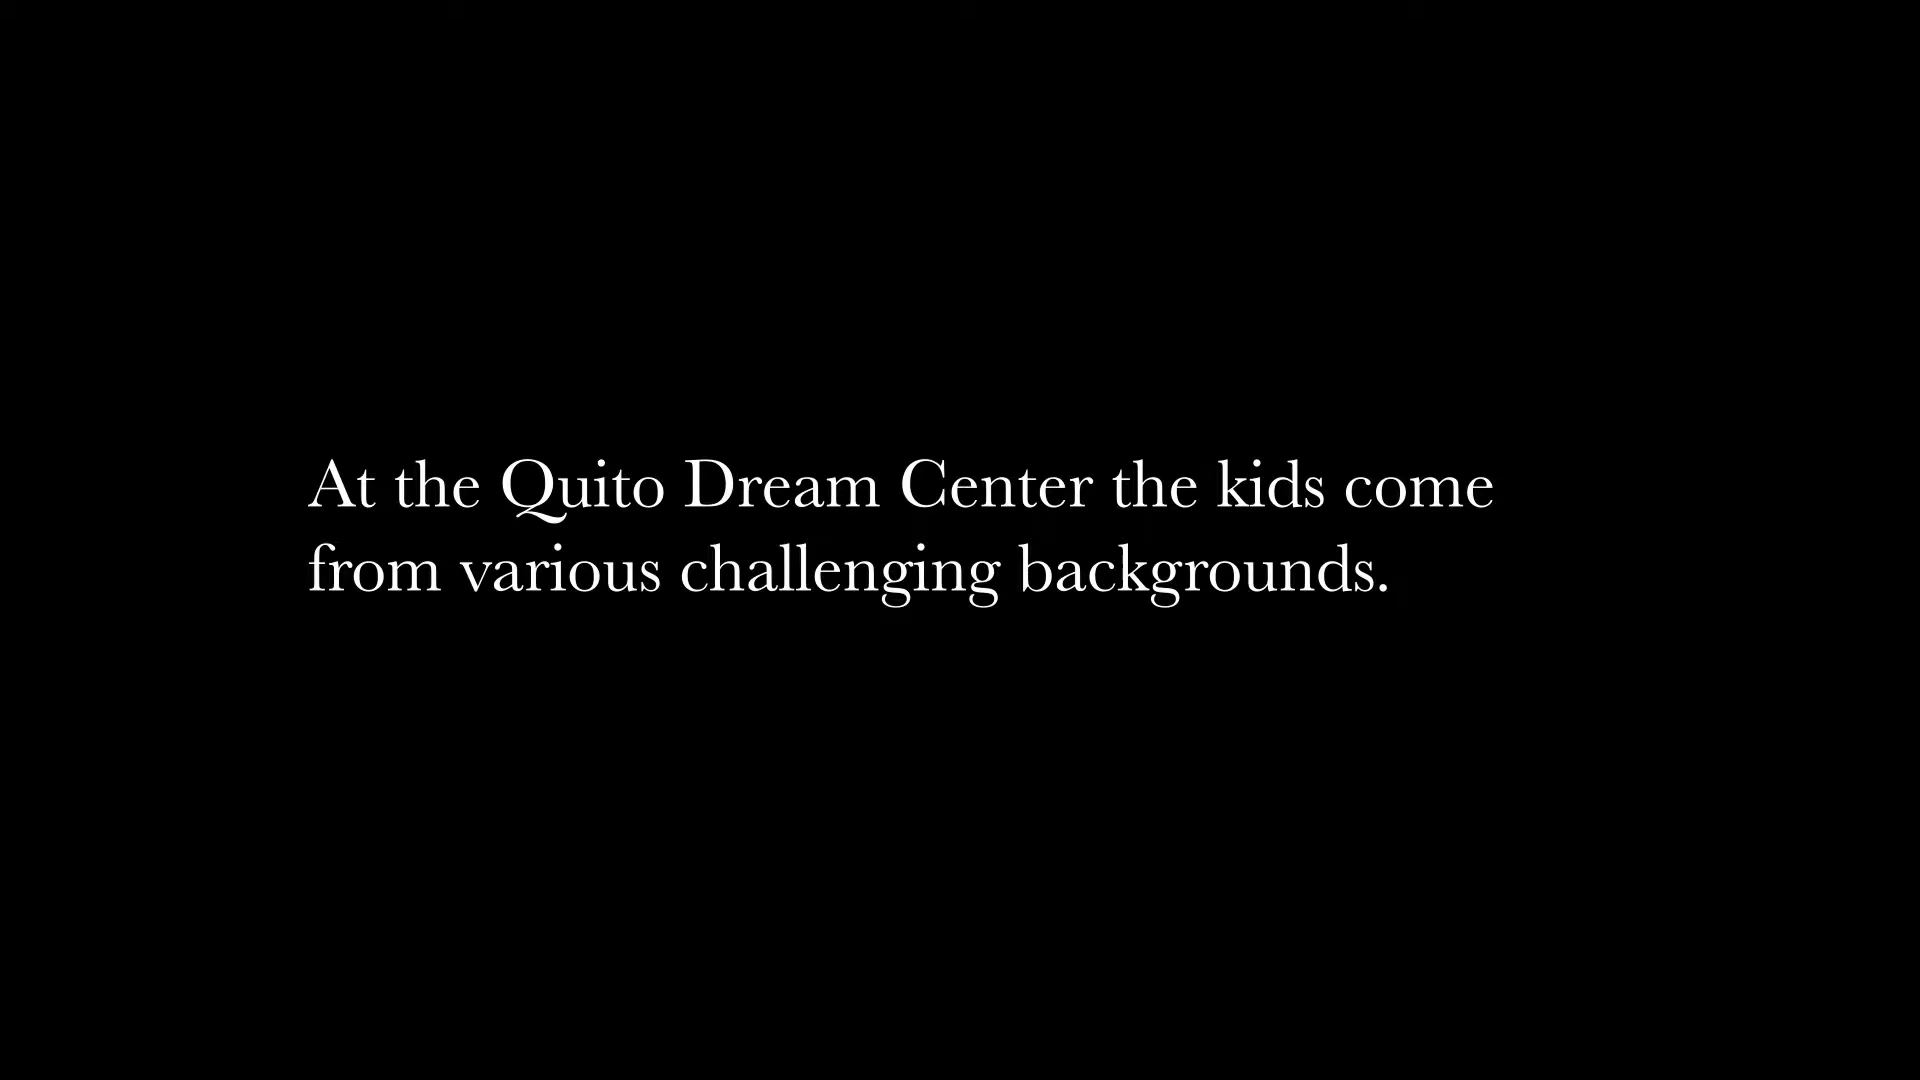 At the Quito Dream Center the kids come
from various challenging backgrounds.